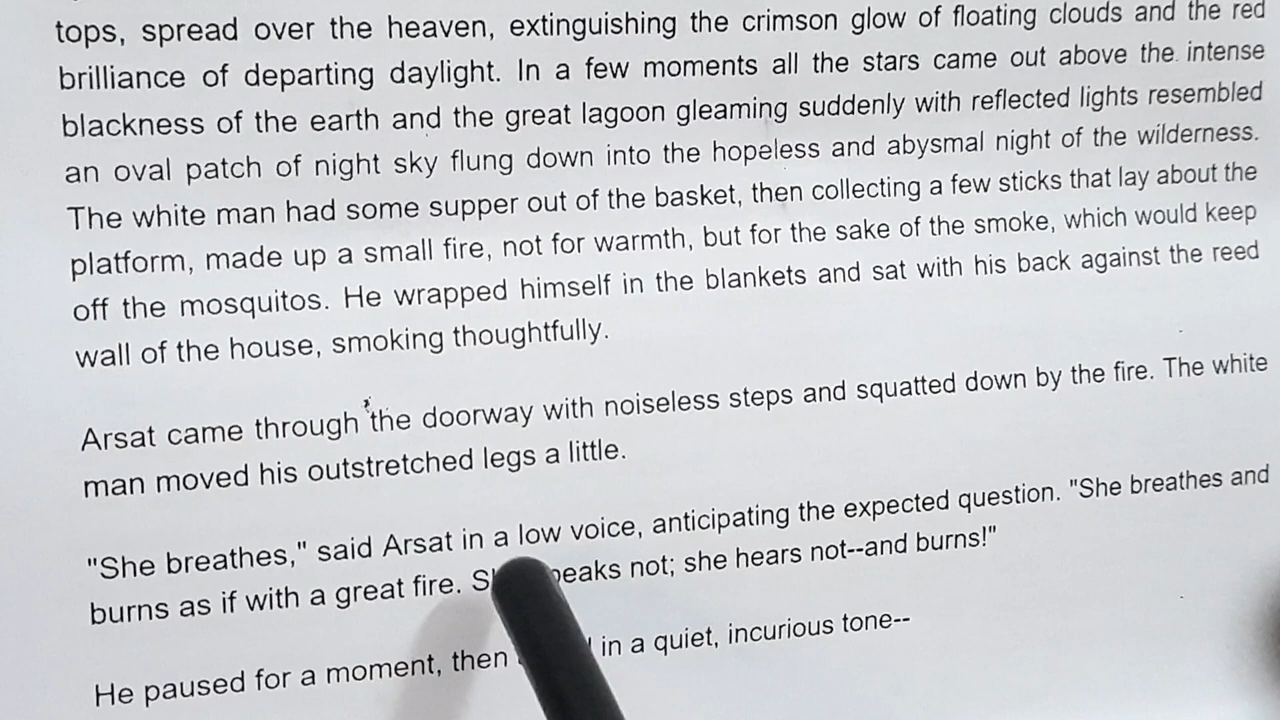 tops, spread over the heaven, extinguishing the crimson glow of floating clouds and the red
brilliance of departing daylight. In a few moments all the stars came out above the intense
blackness of the earth and the great lagoon gleaming suddenly with reflected lights resembled
an oval patch of night sky flung down into the hopeless and abysmal night of the wilderness.
The white man had some supper out of the basket, then collecting a few sticks that lay about the
platform, made up a small fire, not for warmth, but for the sake of the smoke, which would keep
off the mosquitos. He wrapped himself in the blankets and sat with his back against the reed
wall of the house, smoking thoughtfully.
Arsat came through the doorway with noiseless steps and squatted down by the fire. The white
man moved his outstretched legs a little.
"She breathes," said Arsat in a low voice, anticipating the expected question. "She breathes and
burns as if with a great fire. not; she hears not--and burns!"
He paused for a moment, then in a quiet, incurious tone--